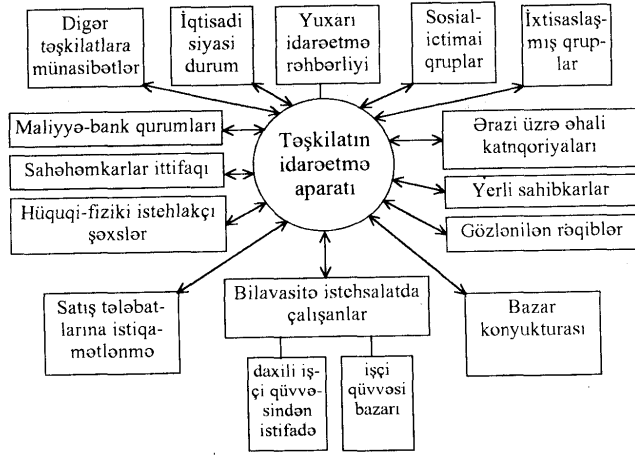 Digər
təşkilatlara
münasibətlər
İqtisadi
siyasi
durum
Yuxarı
idarəetmə
rəhbərliyi
Sosial-
ictimai
qruplar
İxtisaslaş-
mış qrup-
lar
Təşkilatın
idarəetmə
aparatı
Maliyyə-bank qurumları
Sahəhəmkarlar ittifaqı
Hüquqi-fiziki istehlakçı
şəxslər
Ərazi üzrə əhali
katnqoriyaları
Yerli sahibkarlar
Gözlənilən rəqiblər
Satış tələbat-
larına istiqa-
mətlənmə
Bilavasitə istehsalatda
çalışanlar
Bazar
konyukturası
daxili iş-
çi qüvvə-
sindən
istifadə
işçi
qüvvəsi
bazarı